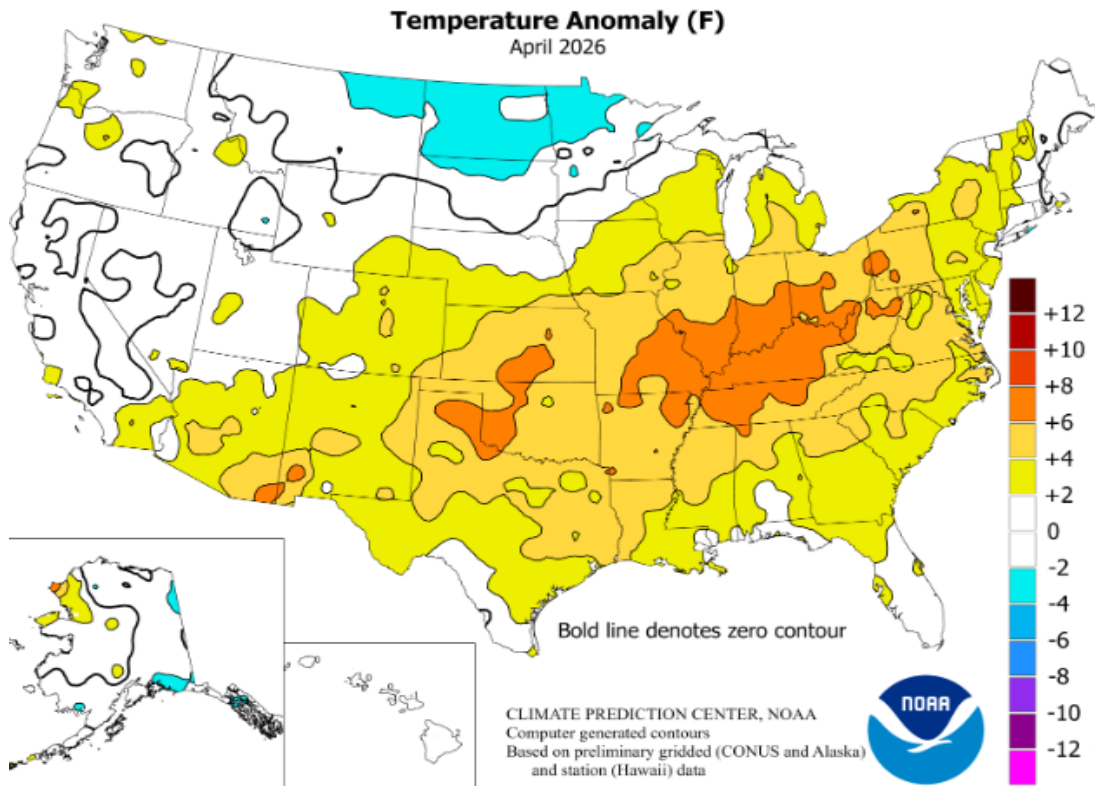 Temperature Anomaly (F)
April 2026
+12
+10
+8
+6
+4
+2
0
-2
-4
-6
-8
-10
-12
Bold line denotes zero contour
CLIMATE PREDICTION CENTER, NOAA
Computer generated contours
Based on preliminary gridded (CONUS and Alaska)
and station (Hawaii) data
NOAA